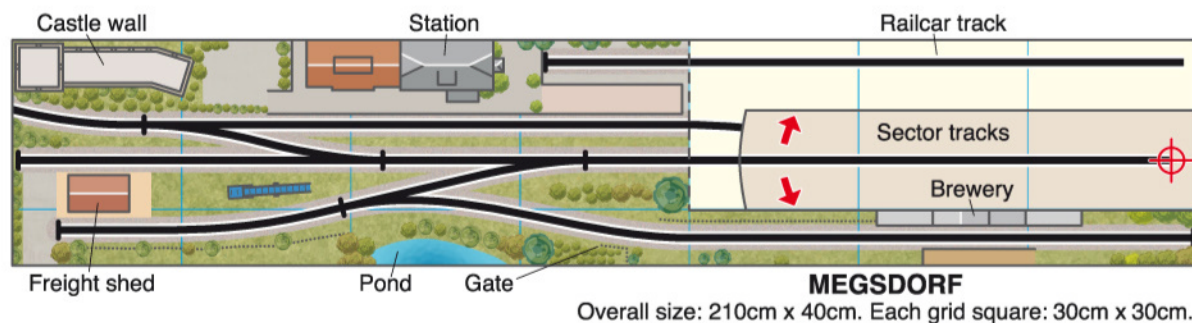 Castle wall
Station
Railcar track
Sector tracks
Brewery
Freight shed
Pond
Gate
MEGSDORF
Overall size: 210cm x 40cm. Each grid square: 30cm x 30cm.